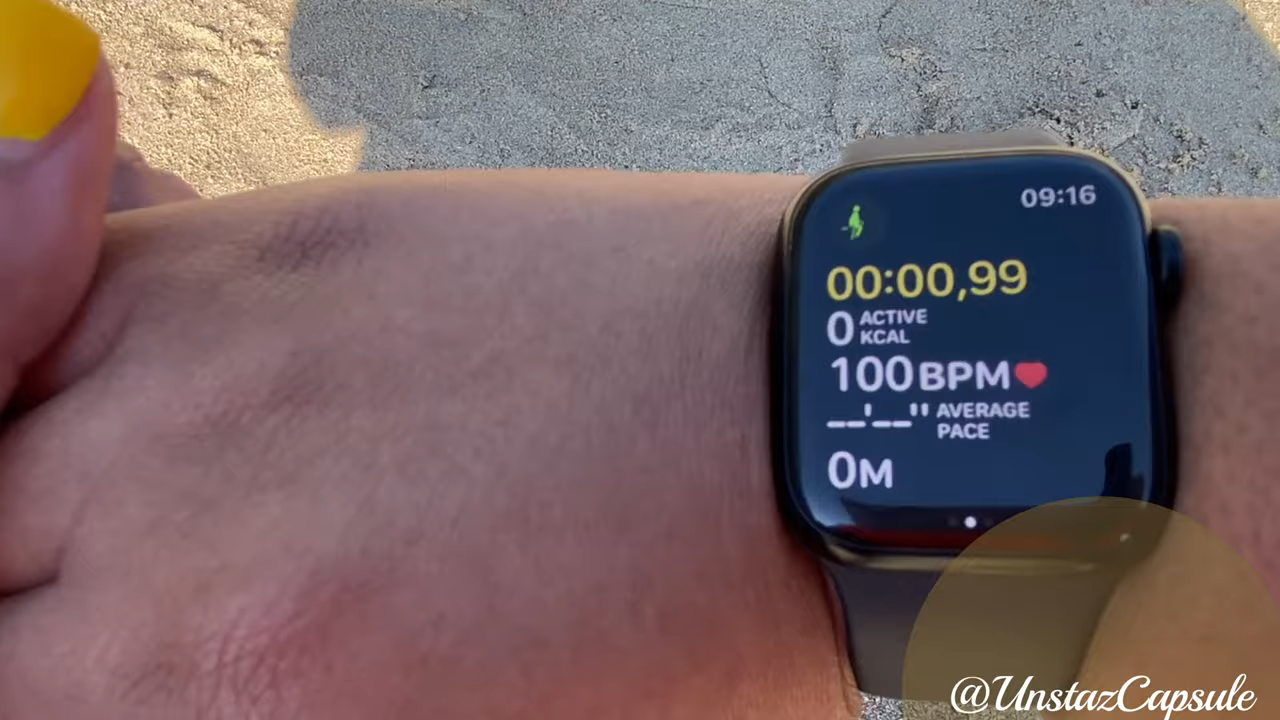 09:16
00:00,99
0 ACTIVE
KCAL
100 BPM
--'--" AVERAGE
PACE
0M
@UnstazCapsule